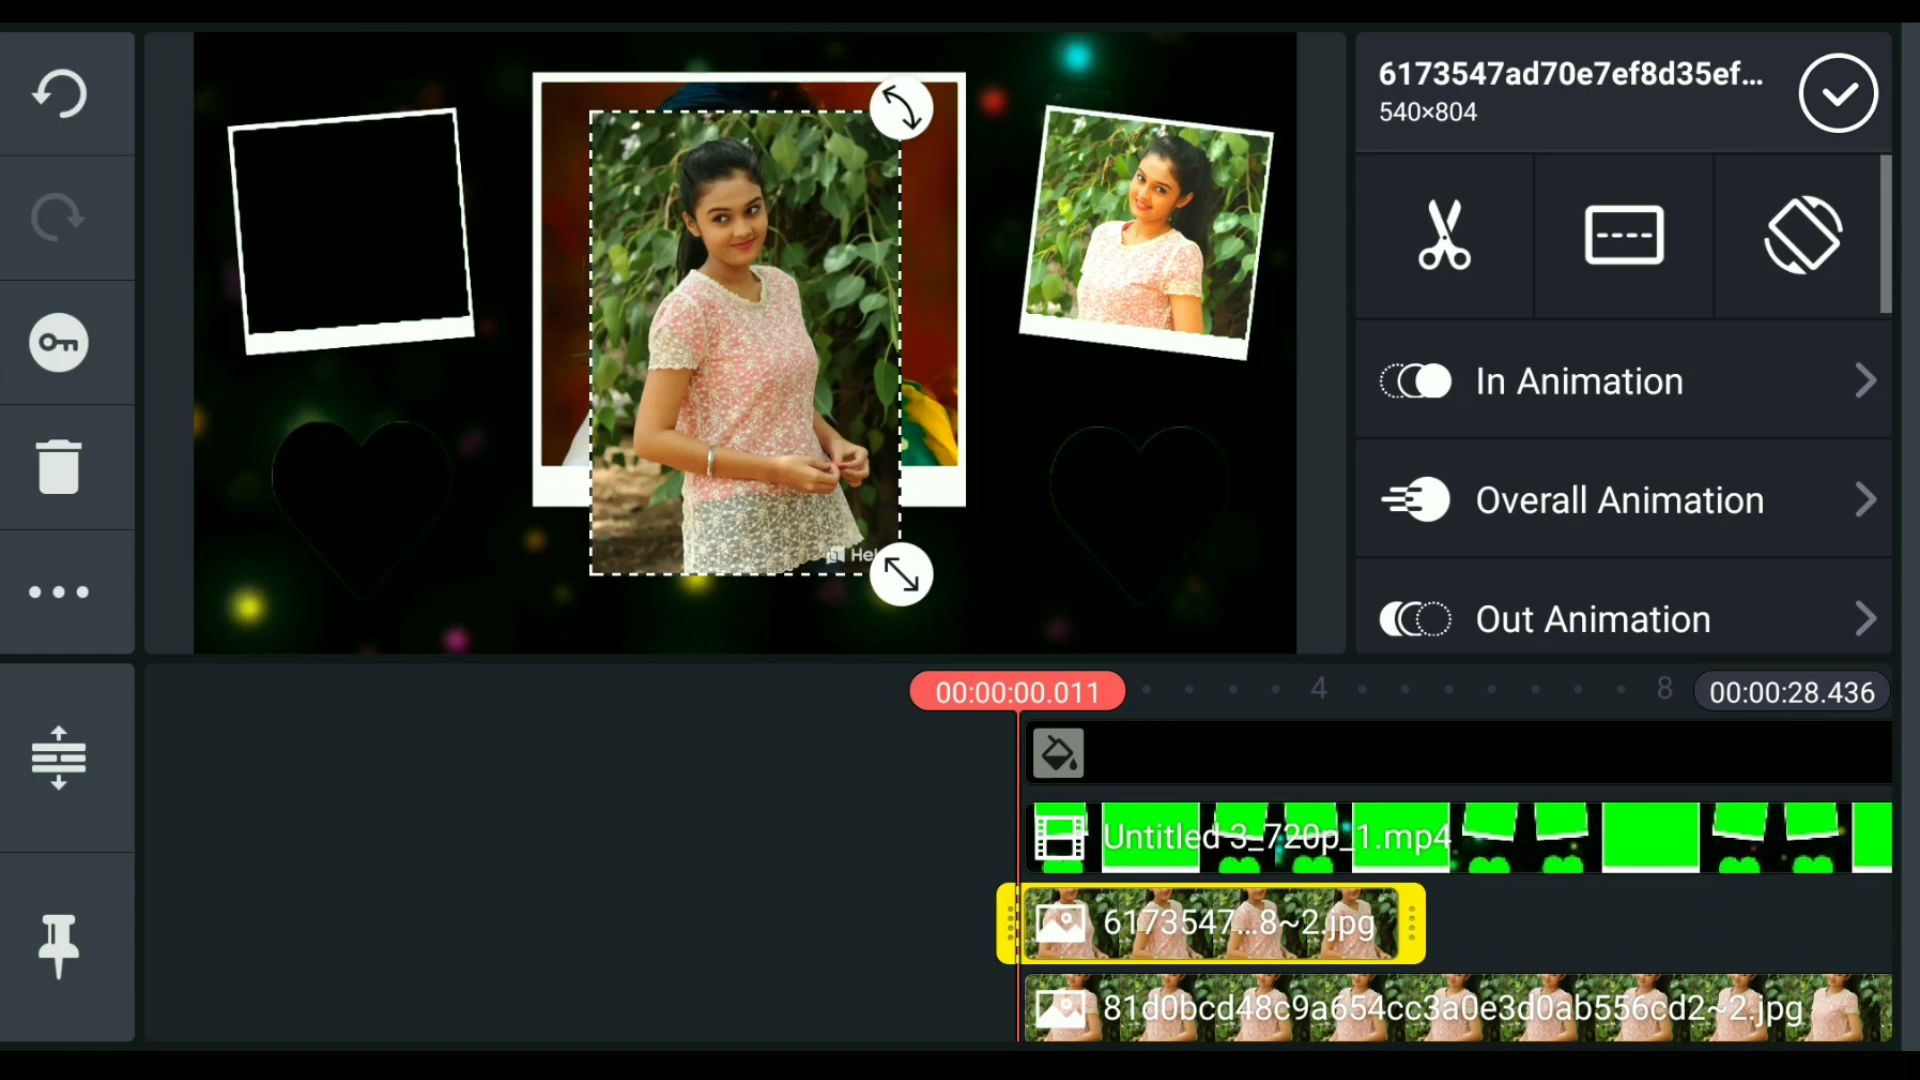 6173547ad70e7ef8d35ef...
540×804
In Animation
Overall Animation
Out Animation
Hel
00:00:00.011
4
8
00:00:28.436
Untitled 3_720p_1.mp4
6173547...8~2.jpg
81d0bcd48c9a654cc3a0e3d0ab556cd2~2.jpg